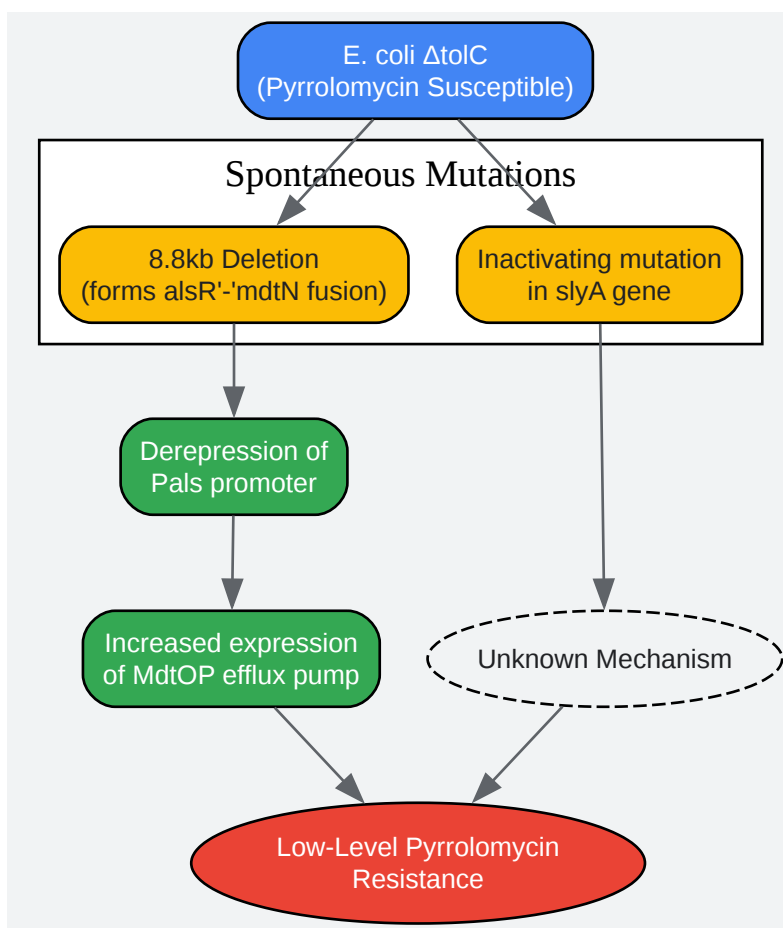 E. coli ΔtolC
(Pyrrolomycin Susceptible)
Spontaneous Mutations
8.8kb Deletion
(forms alsR'-'mdtN fusion)
Inactivating mutation
in slyA gene
Derepression of
Pals promoter
Increased expression
of MdtOP efflux pump
Unknown Mechanism
Low-Level Pyrrolomycin
Resistance